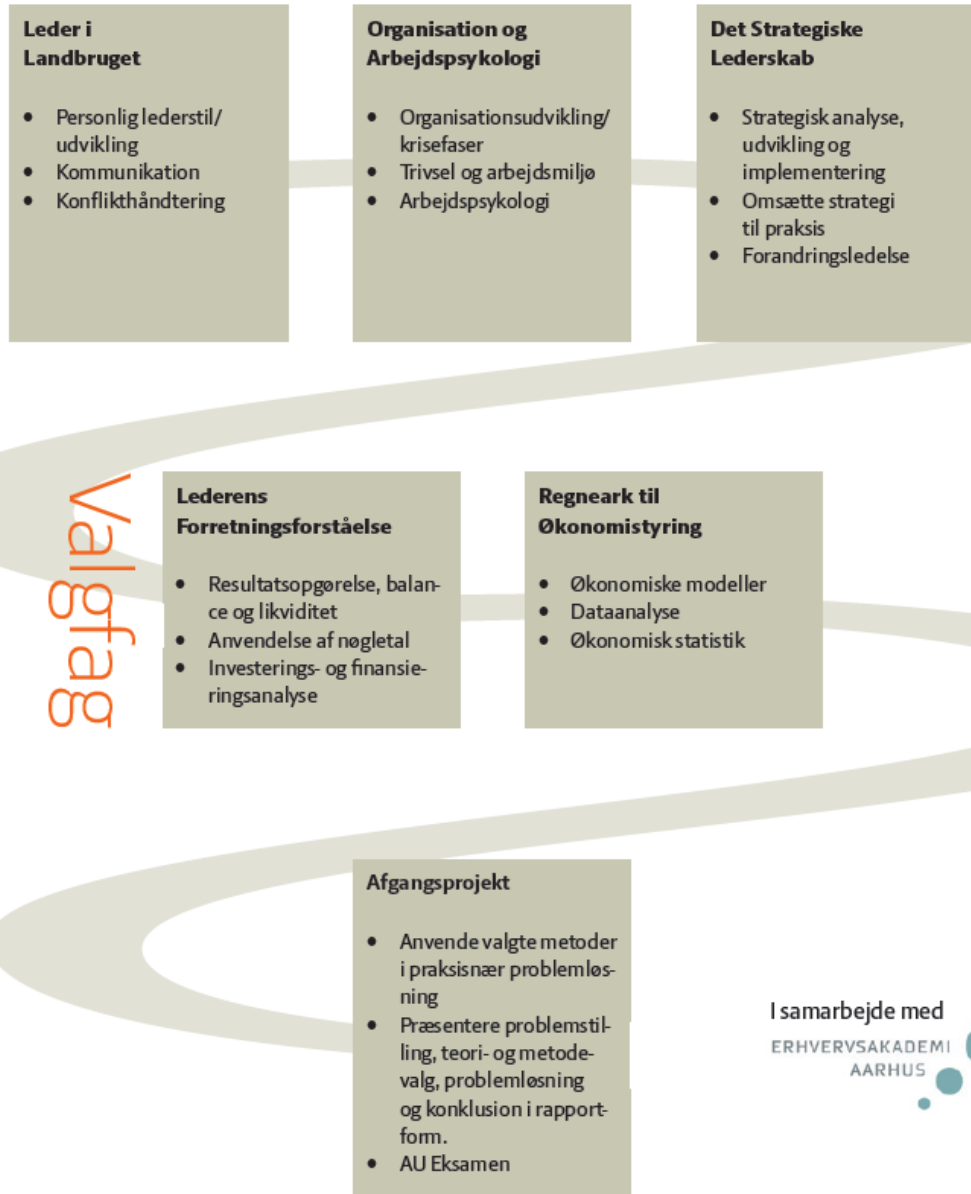 Leder i
Landbruget
• Personlig lederstil/
udvikling
• Kommunikation
• Konflikthåndtering
Organisation og
Arbejdspsykologi
• Organisationsudvikling/
krisefaser
• Trivsel og arbejdsmiljø
• Arbejdspsykologi
Det Strategiske
Lederskab
• Strategisk analyse,
udvikling og
implementering
• Omsætte strategi
til praksis
• Forandringsledelse
Valgfag
Lederens
Forretningsforståelse
• Resultatsopgørelse, balan-
ce og likviditet
• Anvendelse af nøgletal
• Investerings- og finansie-
ringsanalyse
Regneark til
Økonomistyring
• Økonomiske modeller
• Dataanalyse
• Økonomisk statistik
Afgangsprojekt
• Anvende valgte metoder
i praksisnær problemløs-
ning
• Præsentere problemstil-
ling, teori- og metode-
valg, problemløsning
og konklusion i rapport-
form.
• AU Eksamen
I samarbejde med
ERHVERVSAKADEMI
AARHUS